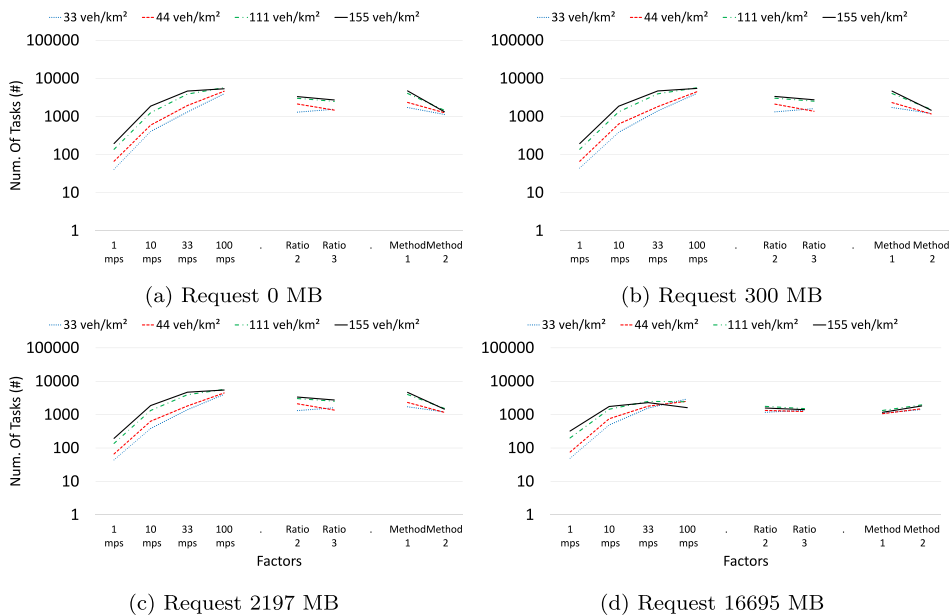 33 veh/km² 44 veh/km² 111 veh/km² 155 veh/km²
100000
10000
1000
100
10
1
Num. Of Tasks (#)
1 mps 10 mps 33 mps 100 mps . Ratio 2 Ratio 3 . Method 1 Method 2
(a) Request 0 MB
33 veh/km² 44 veh/km² 111 veh/km² 155 veh/km²
100000
10000
1000
100
10
1
1 mps 10 mps 33 mps 100 mps . Ratio 2 Ratio 3 . Method 1 Method 2
(b) Request 300 MB
33 veh/km² 44 veh/km² 111 veh/km² 155 veh/km²
100000
10000
1000
100
10
1
Num. Of Tasks (#)
1 mps 10 mps 33 mps 100 mps . Ratio 2 Ratio 3 . Method 1 Method 2
Factors
(c) Request 2197 MB
33 veh/km² 44 veh/km² 111 veh/km² 155 veh/km²
100000
10000
1000
100
10
1
1 mps 10 mps 33 mps 100 mps . Ratio 2 Ratio 3 . Method 1 Method 2
Factors
(d) Request 16695 MB